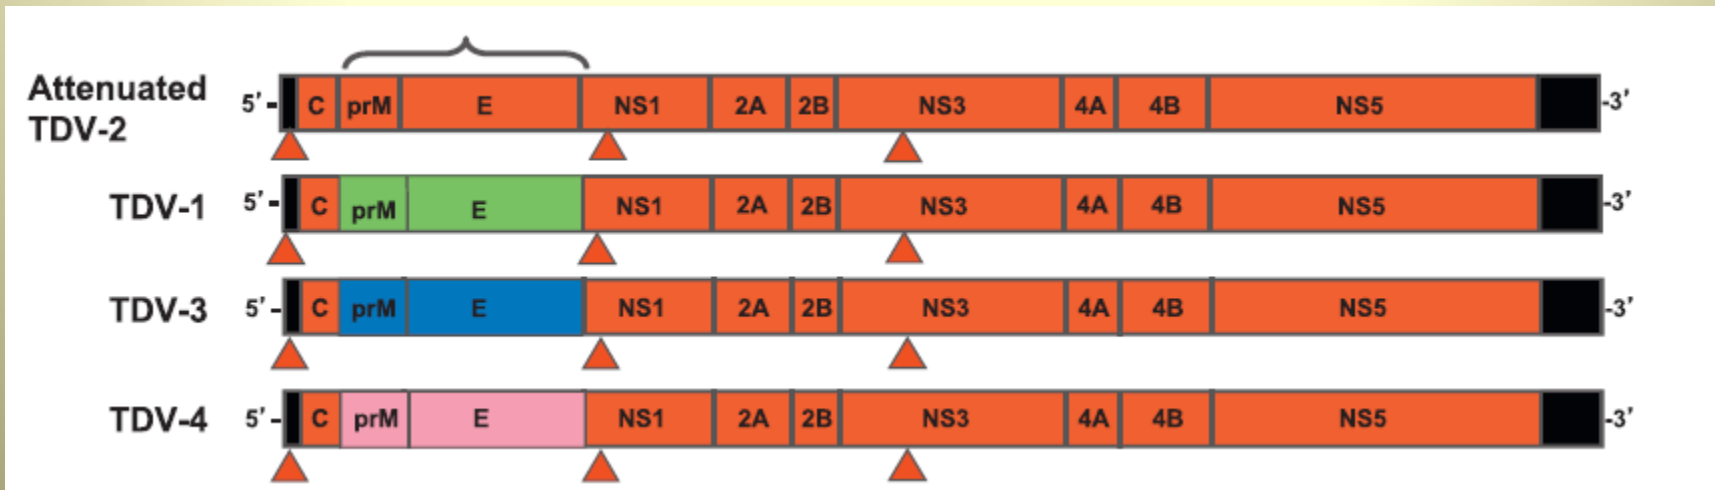 Attenuated
TDV-2
5′ - C prM E NS1 2A 2B NS3 4A 4B NS5 -3′
TDV-1 5′ - C prM E NS1 2A 2B NS3 4A 4B NS5 -3′
TDV-3 5′ - C prM E NS1 2A 2B NS3 4A 4B NS5 -3′
TDV-4 5′ - C prM E NS1 2A 2B NS3 4A 4B NS5 -3′